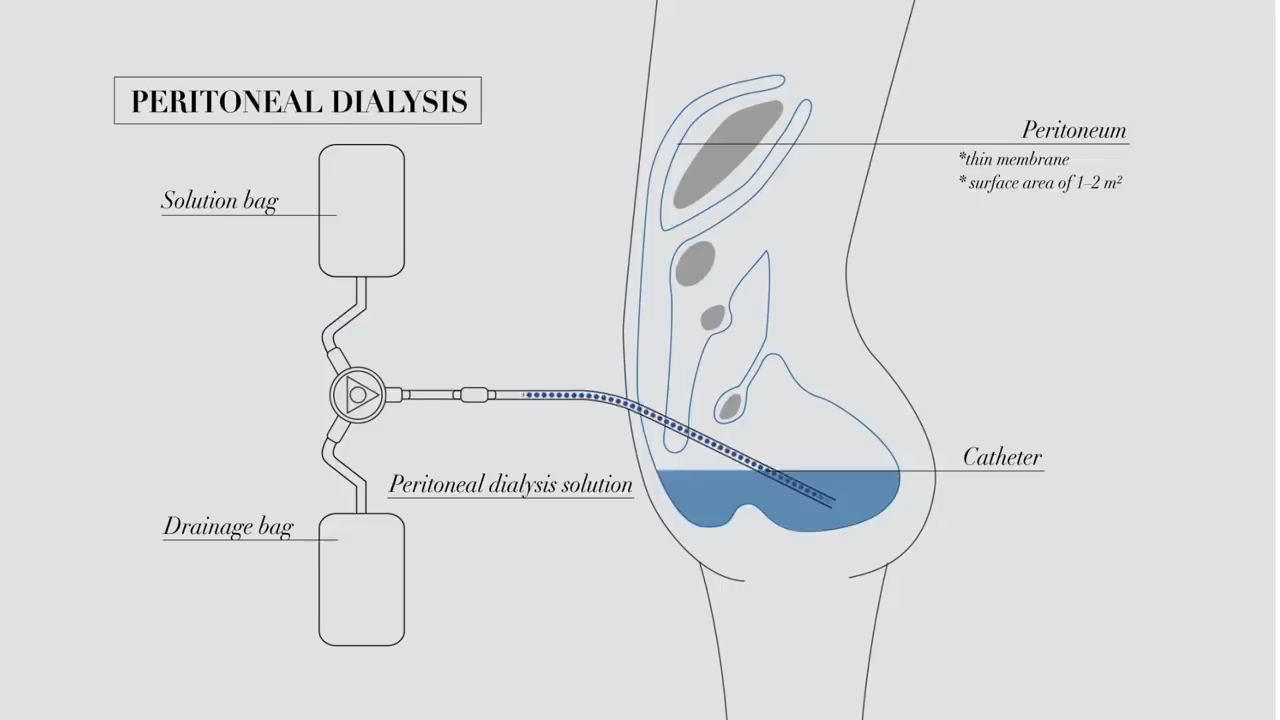 PERITONEAL DIALYSIS
Solution bag
Peritoneum
*thin membrane
* surface area of 1–2 m²
Catheter
Peritoneal dialysis solution
Drainage bag